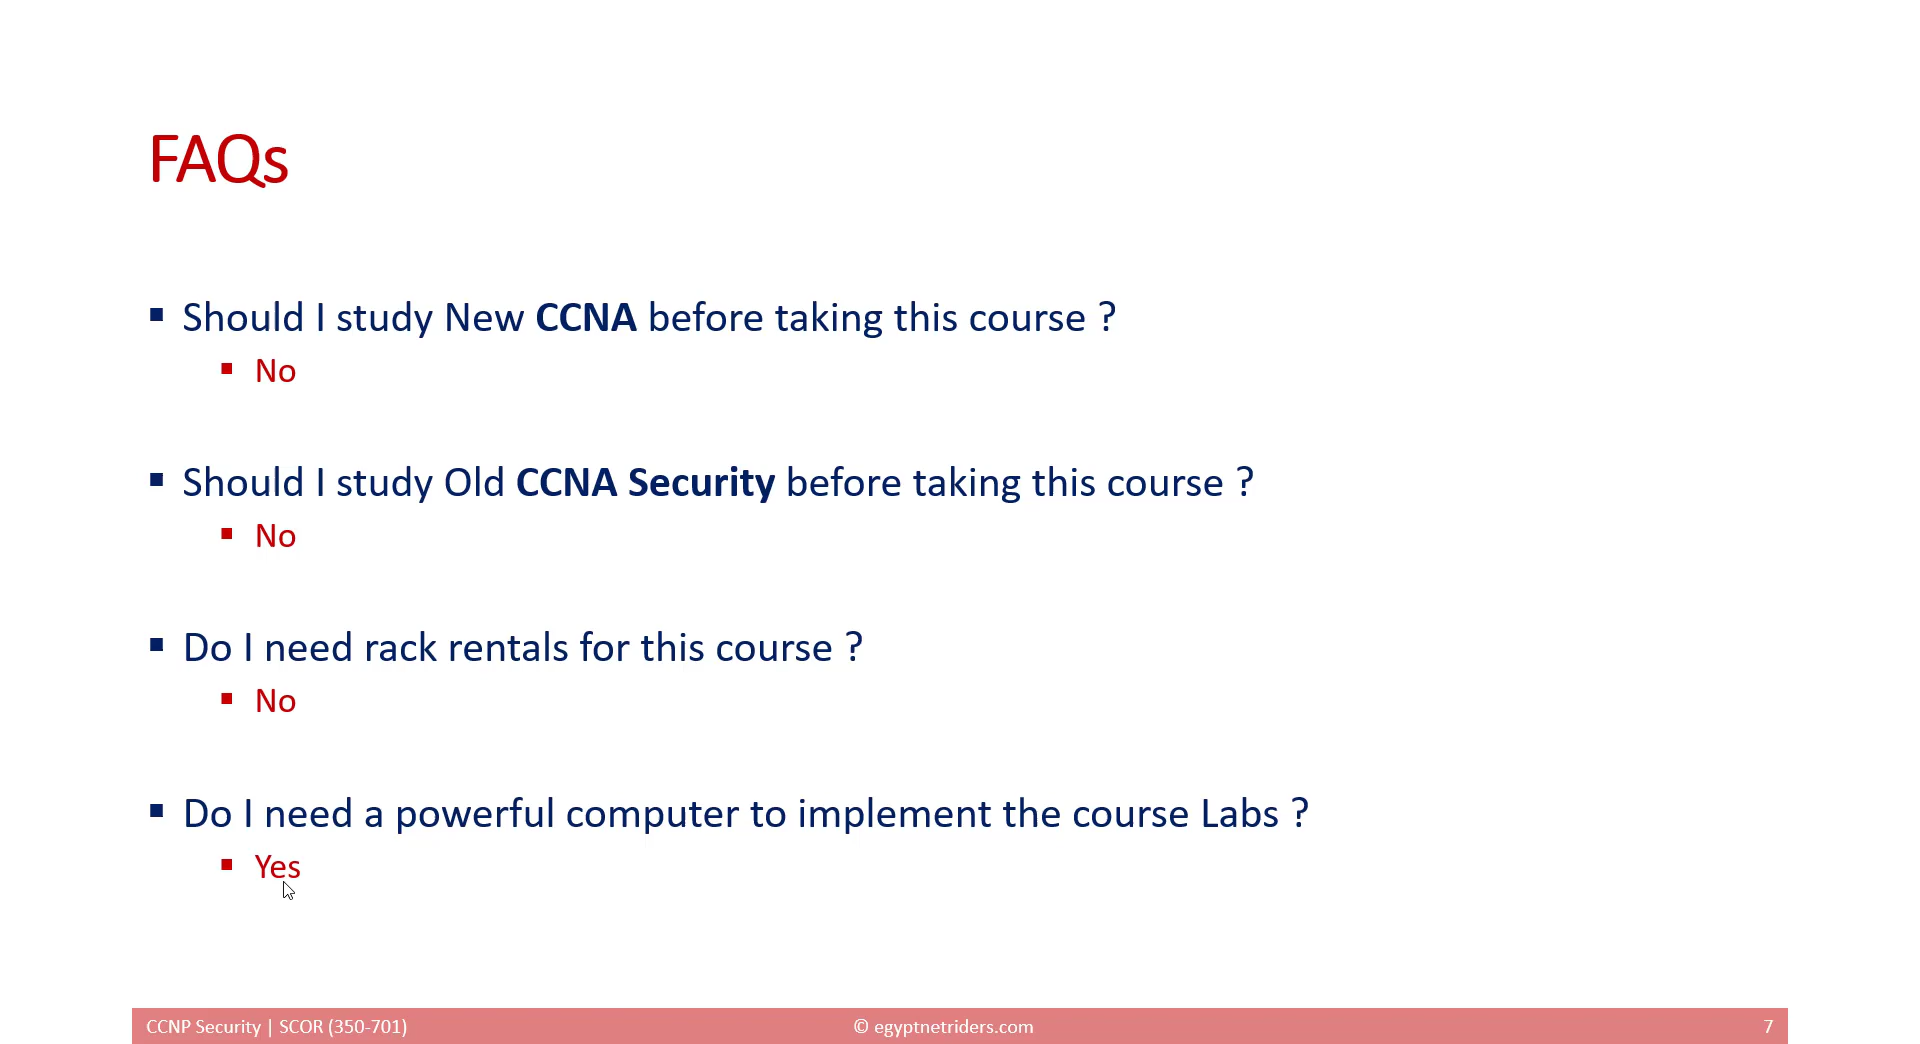 FAQs
Should I study New CCNA before taking this course ?
No
Should I study Old CCNA Security before taking this course ?
No
Do I need rack rentals for this course ?
No
Do I need a powerful computer to implement the course Labs ?
Yes
CCNP Security | SCOR (350-701)
© egyptnetriders.com
7